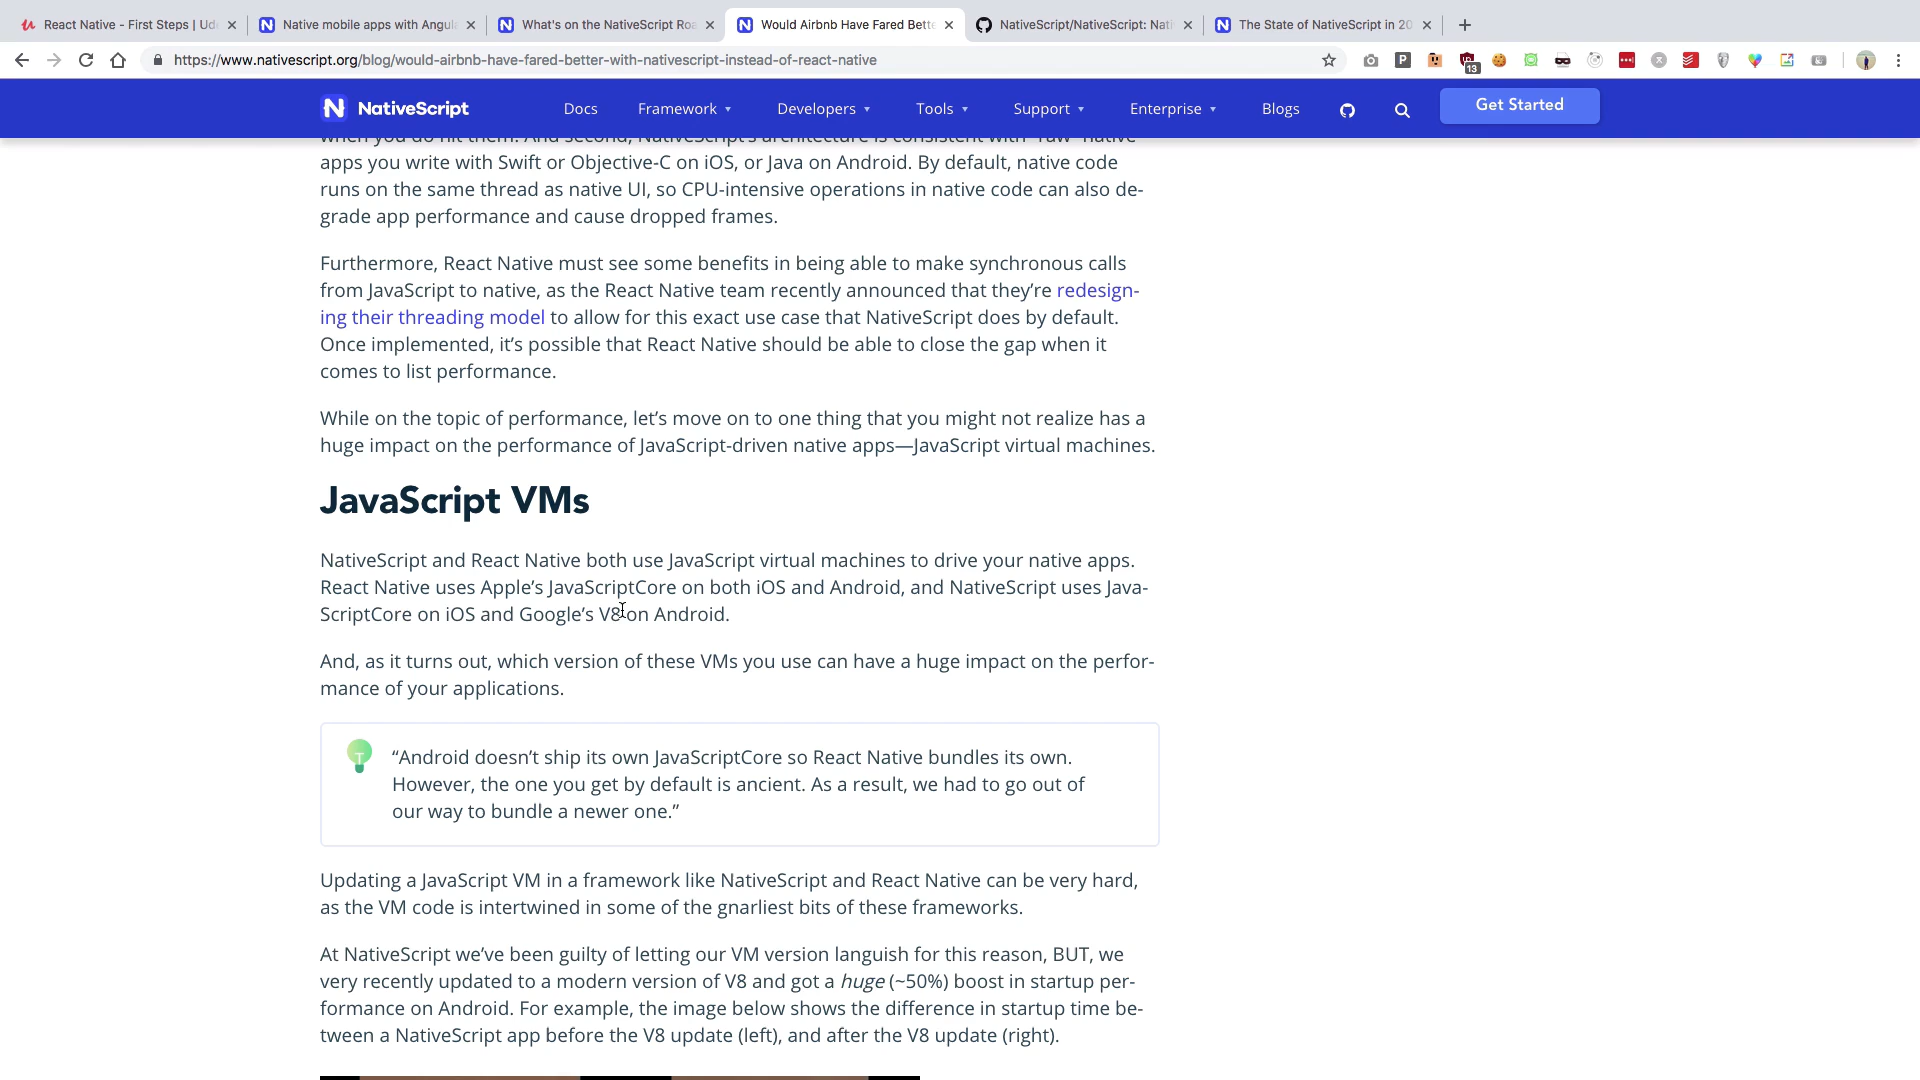 React Native - First Steps | Ud
Native mobile apps with Angula
What's on the NativeScript Roa
Would Airbnb Have Fared Bette
NativeScript/NativeScript: Nati
The State of NativeScript in 20
https://www.nativescript.org/blog/would-airbnb-have-fared-better-with-nativescript-instead-of-react-native
13
NativeScript
Docs
Framework
Developers
Tools
Support
Enterprise
Blogs
Get Started
when you do hit them. And second, NativeScript's architecture is consistent with "raw" native
apps you write with Swift or Objective-C on iOS, or Java on Android. By default, native code
runs on the same thread as native UI, so CPU-intensive operations in native code can also de-
grade app performance and cause dropped frames.
Furthermore, React Native must see some benefits in being able to make synchronous calls
from JavaScript to native, as the React Native team recently announced that they’re redesign-
ing their threading model to allow for this exact use case that NativeScript does by default.
Once implemented, it’s possible that React Native should be able to close the gap when it
comes to list performance.
While on the topic of performance, let’s move on to one thing that you might not realize has a
huge impact on the performance of JavaScript-driven native apps—JavaScript virtual machines.
JavaScript VMs
NativeScript and React Native both use JavaScript virtual machines to drive your native apps.
React Native uses Apple’s JavaScriptCore on both iOS and Android, and NativeScript uses Java-
ScriptCore on iOS and Google’s V8 on Android.
And, as it turns out, which version of these VMs you use can have a huge impact on the perfor-
mance of your applications.
“Android doesn’t ship its own JavaScriptCore so React Native bundles its own.
However, the one you get by default is ancient. As a result, we had to go out of
our way to bundle a newer one.”
Updating a JavaScript VM in a framework like NativeScript and React Native can be very hard,
as the VM code is intertwined in some of the gnarliest bits of these frameworks.
At NativeScript we’ve been guilty of letting our VM version languish for this reason, BUT, we
very recently updated to a modern version of V8 and got a huge (~50%) boost in startup per-
formance on Android. For example, the image below shows the difference in startup time be-
tween a NativeScript app before the V8 update (left), and after the V8 update (right).